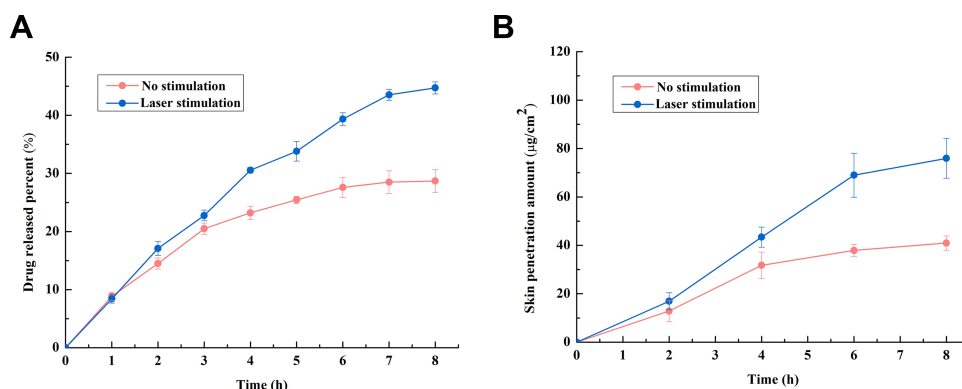 A
50
40
30
20
10
0
Drug released percent (%)
No stimulation
Laser stimulation
0 1 2 3 4 5 6 7 8
Time (h)
B
120
100
80
60
40
20
0
Skin penetration amount (μg/cm²)
No stimulation
Laser stimulation
0 1 2 3 4 5 6 7 8
Time (h)